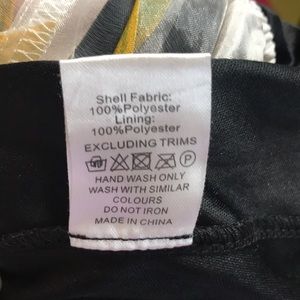 Shell Fabric:
100%Polyester
Lining:
100%Polyester
EXCLUDING TRIMS
P
HAND WASH ONLY
WASH WITH SIMILAR
COLOURS
DO NOT IRON
MADE IN CHINA